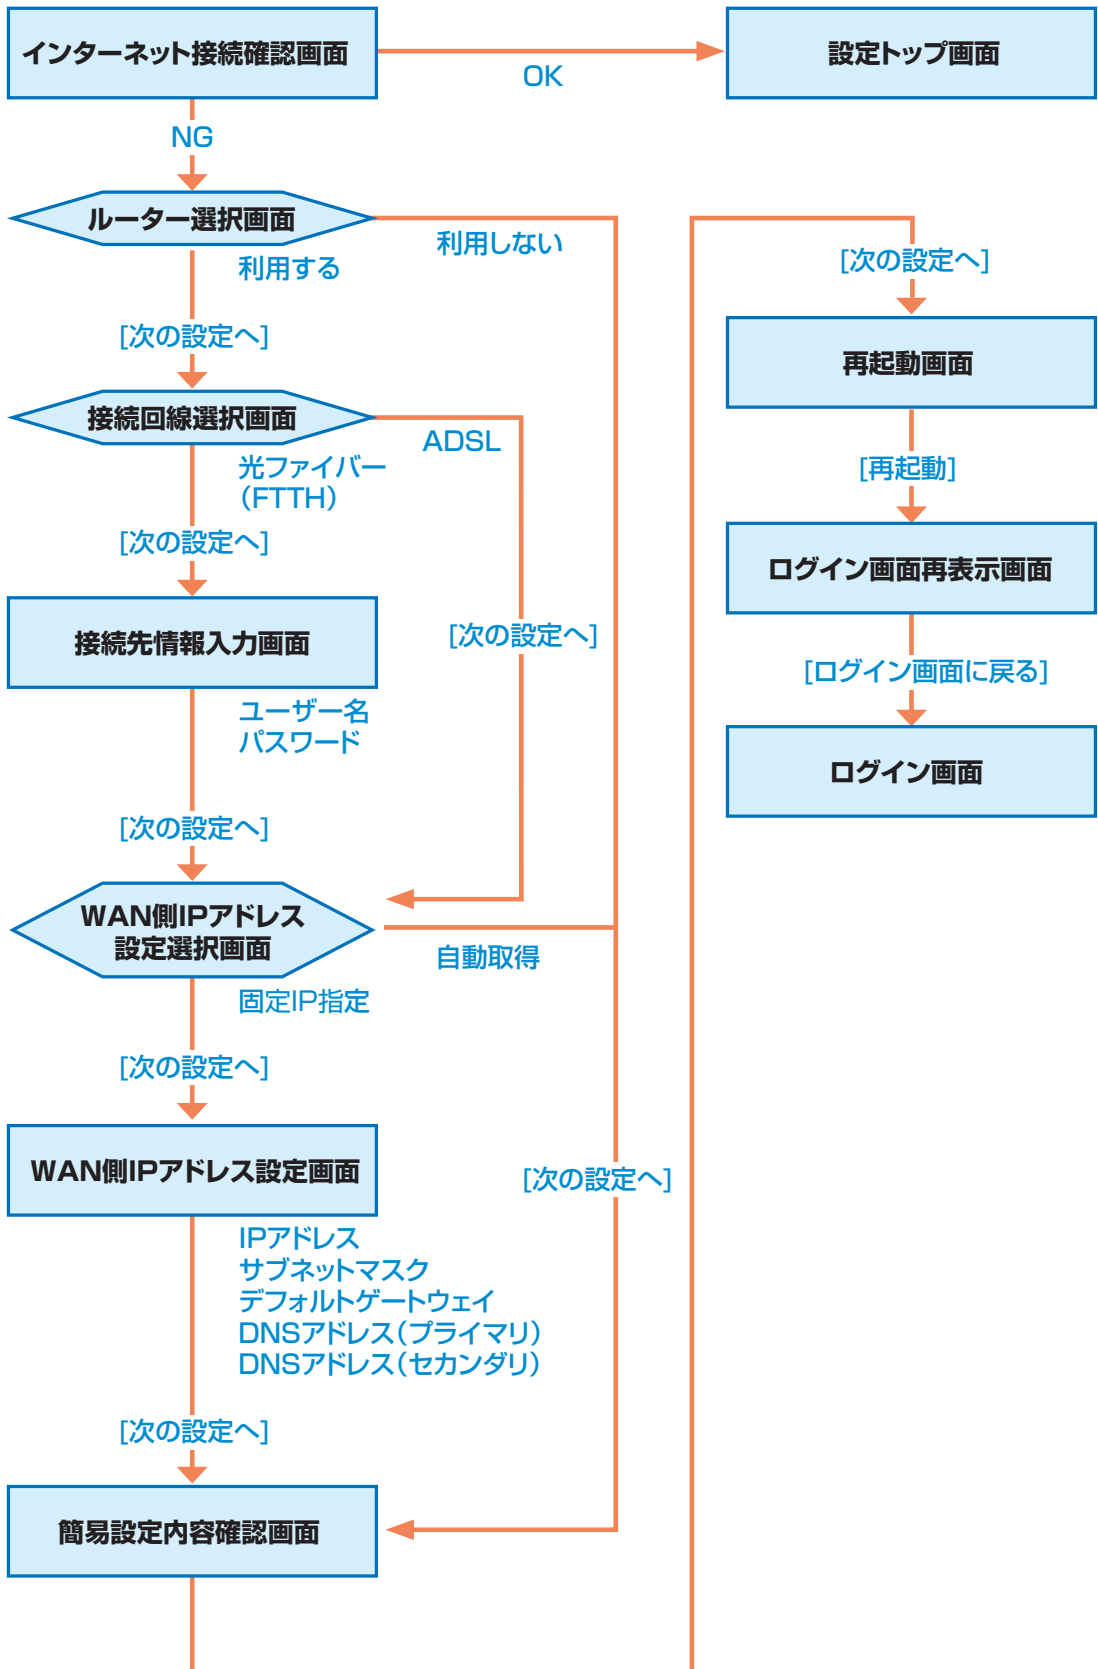 インターネット接続確認画面
OK
設定トップ画面
NG
ルーター選択画面
利用しない
利用する
[次の設定へ]
接続回線選択画面
ADSL
光ファイバー
（FTTH）
[次の設定へ]
[次の設定へ]
接続先情報入力画面
ユーザー名
パスワード
[次の設定へ]
WAN側IPアドレス
設定選択画面
自動取得
固定IP指定
[次の設定へ]
WAN側IPアドレス設定画面
[次の設定へ]
IPアドレス
サブネットマスク
デフォルトゲートウェイ
DNSアドレス（プライマリ）
DNSアドレス（セカンダリ）
[次の設定へ]
簡易設定内容確認画面
[次の設定へ]
再起動画面
[再起動]
ログイン画面再表示画面
[ログイン画面に戻る]
ログイン画面